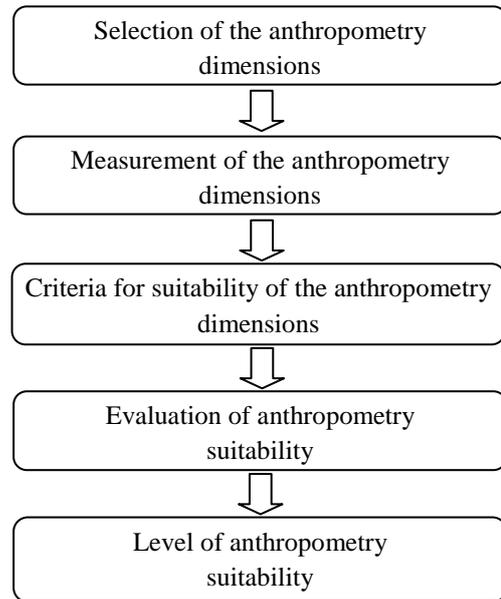 Selection of the anthropometry
dimensions
Measurement of the anthropometry
dimensions
Criteria for suitability of the anthropometry
dimensions
Evaluation of anthropometry
suitability
Level of anthropometry
suitability